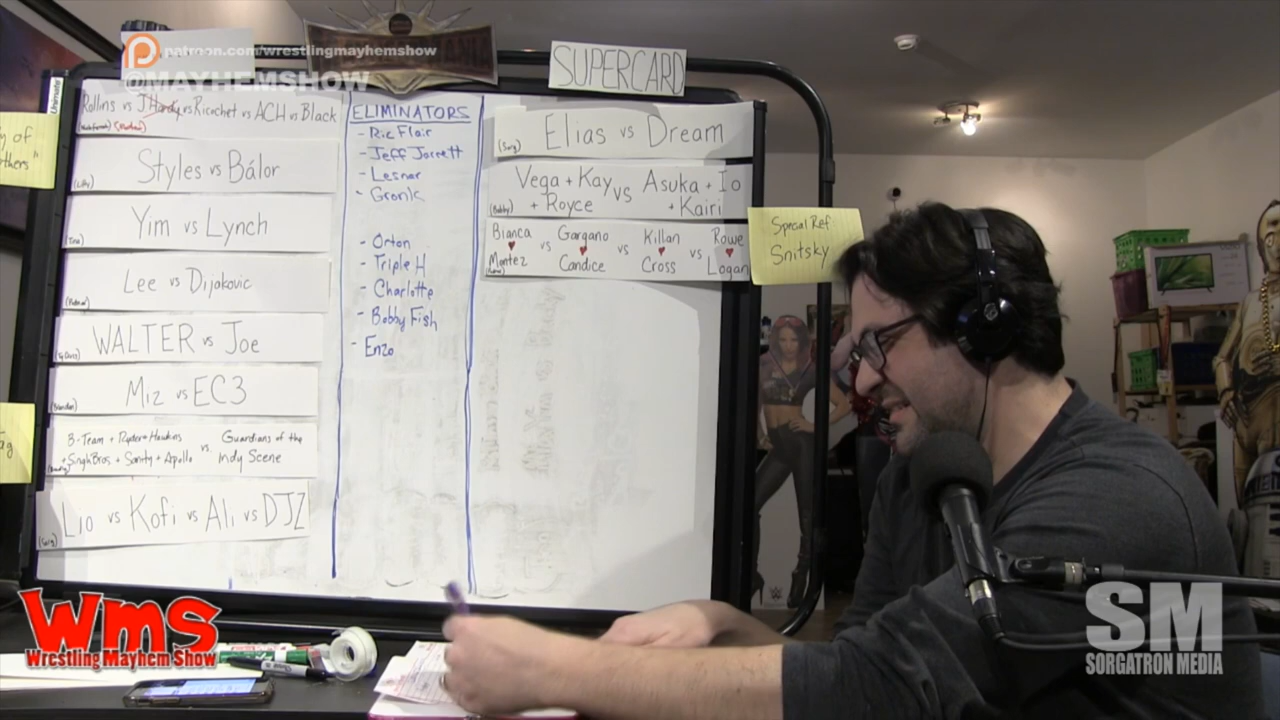 patreon.com/wrestlingmayhemshow
@MAYHEMSHOW
SUPERCARD
Rollins vs J Hardy vs Ricochet vs ACH vs Black
Styles vs Bálor
Yim vs Lynch
Lee vs Dijakovic
WALTER vs Joe
Miz vs EC3
B-Team + Ryder + Hawkins
+ Singh Bros + Sanity + Apollo
vs.
Guardians of the
Indy Scene
Lio vs Kofi vs Ali vs DJZ
ELIMINATORS
- Ric Flair
- Jeff Jarrett
- Lesnar
- Gronk
- Orton
- Triple H
- Charlotte
- Bobby Fish
- Enzo
(Sorg)
Elias vs Dream
(Bobby)
Vega + Kay
+ Royce
vs
Asuka + Io
+ Kairi
Bianca ♥ Montez
vs
Gargano ♥ Candice
vs
Killan ♥ Cross
vs
Rowe ♥ Logan
Special Ref
Snitsky
Wms
Wrestling Mayhem Show
SM
SORGATRON MEDIA